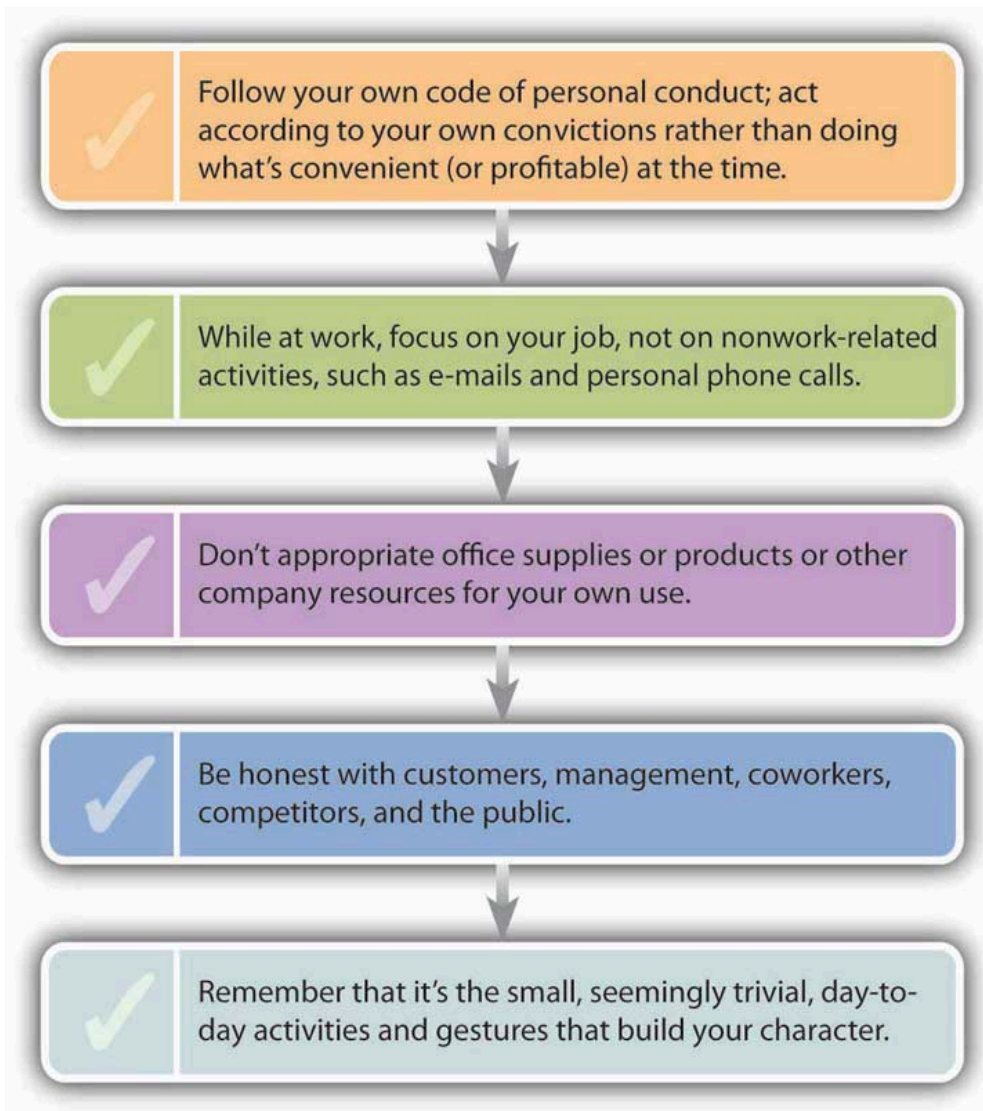 Follow your own code of personal conduct; act
according to your own convictions rather than doing
what’s convenient (or profitable) at the time.
While at work, focus on your job, not on nonwork-related
activities, such as e-mails and personal phone calls.
Don’t appropriate office supplies or products or other
company resources for your own use.
Be honest with customers, management, coworkers,
competitors, and the public.
Remember that it’s the small, seemingly trivial, day-to-
day activities and gestures that build your character.